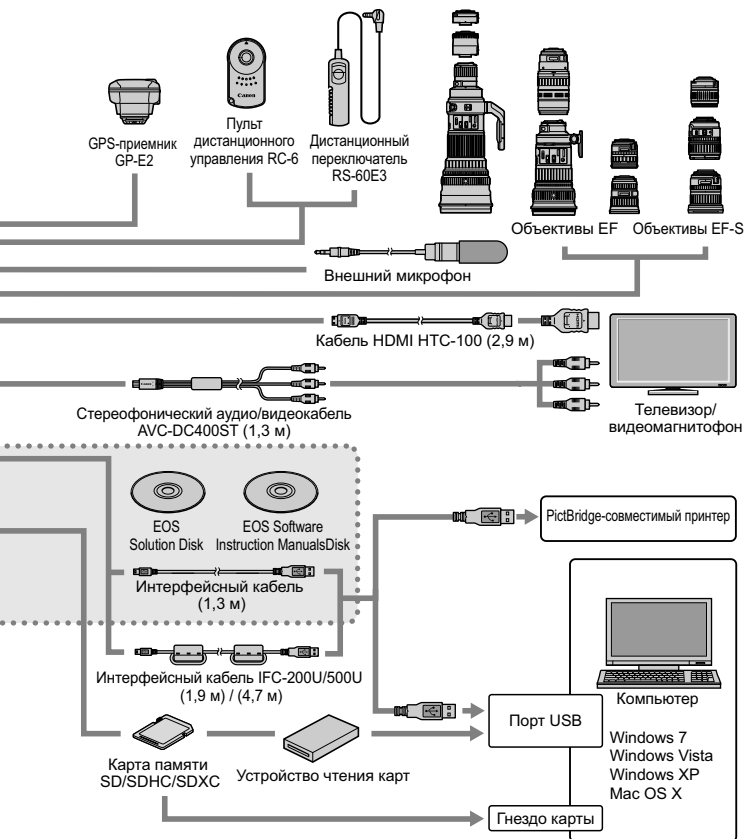 Canon
GPS-приемник
GP-E2
Пульт
дистанционного
управления RC-6
Дистанционный
переключатель
RS-60E3
Объективы EF
Объективы EF-S
Внешний микрофон
Кабель HDMI HTC-100 (2,9 м)
Стереофонический аудио/видеокабель
AVC-DC400ST (1,3 м)
Телевизор/
видеомагнитофон
EOS
Solution Disk
EOS Software
Instruction ManualsDisk
PictBridge-совместимый принтер
Интерфейсный кабель
(1,3 м)
Интерфейсный кабель IFC-200U/500U
(1,9 м) / (4,7 м)
Компьютер
Порт USB
Windows 7
Windows Vista
Windows XP
Mac OS X
Карта памяти
SD/SDHC/SDXC
Устройство чтения карт
Гнездо карты